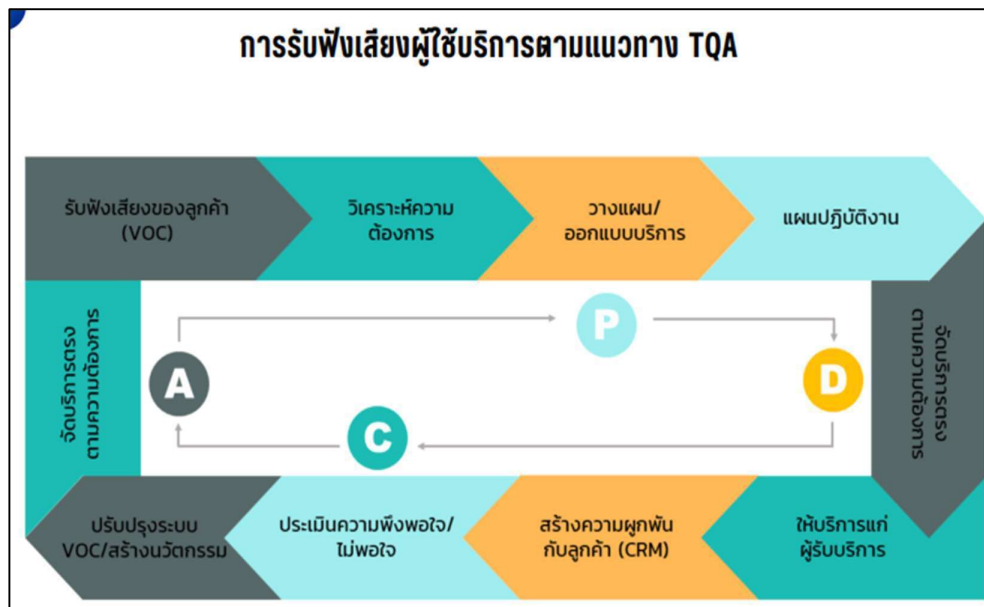 การรับฟังเสียงผู้ใช้บริการตามแนวทาง TQA
รับฟังเสียงของลูกค้า
(VOC)
วิเคราะห์ความ
ต้องการ
วางแผน/
ออกแบบบริการ
แผนปฏิบัติงาน
จัดบริการตรง
ตามความต้องการ
P
D
C
A
ให้บริการแก่
ผู้รับบริการ
สร้างความผูกพัน
กับลูกค้า (CRM)
ประเมินความพึงพอใจ/
ไม่พอใจ
ปรับปรุงระบบ
VOC/สร้างนวัตกรรม
จัดบริการตรง
ตามความต้องการ